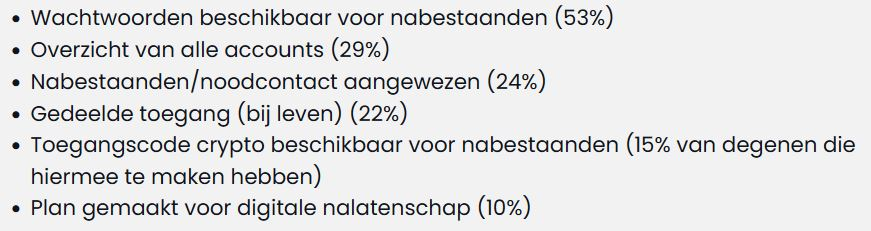 • Wachtwoorden beschikbaar voor nabestaanden (53%)
• Overzicht van alle accounts (29%)
• Nabestaanden/noodcontact aangewezen (24%)
• Gedeelde toegang (bij leven) (22%)
• Toegangscode crypto beschikbaar voor nabestaanden (15% van degenen die
hiermee te maken hebben)
• Plan gemaakt voor digitale nalatenschap (10%)